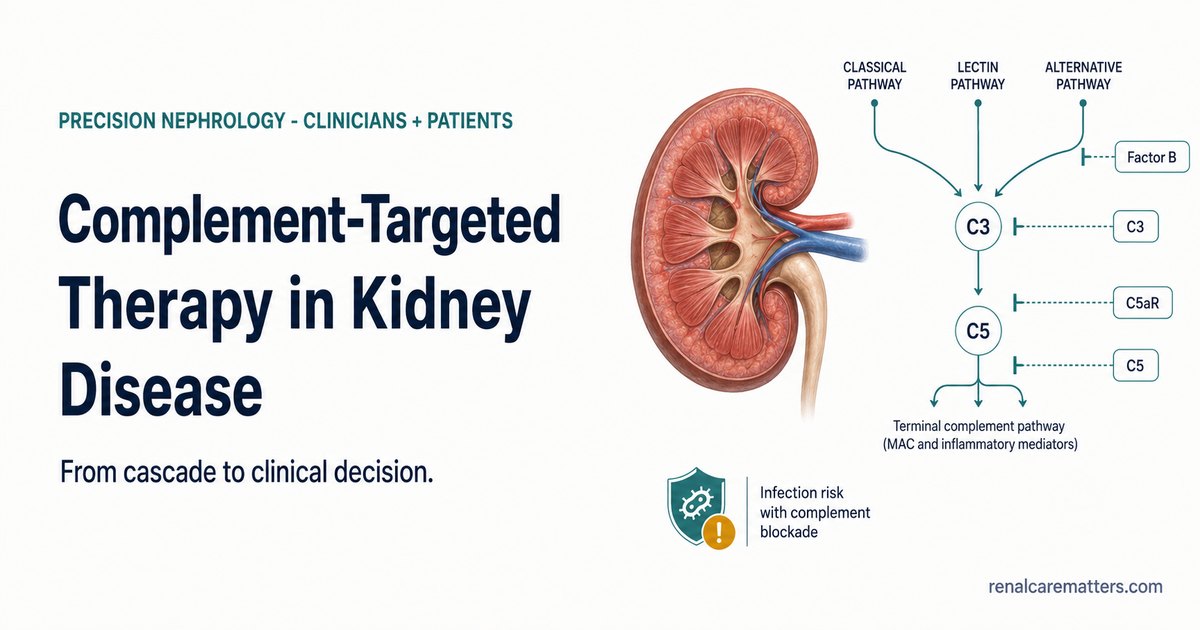 PRECISION NEPHROLOGY - CLINICIANS + PATIENTS
Complement-Targeted
Therapy in Kidney
Disease
From cascade to clinical decision.
CLASSICAL
PATHWAY
LECTIN
PATHWAY
ALTERNATIVE
PATHWAY
Factor B
C3
C3
C5aR
C5
C5
Terminal complement pathway
(MAC and inflammatory mediators)
Infection risk
with complement
blockade
renalcarematters.com